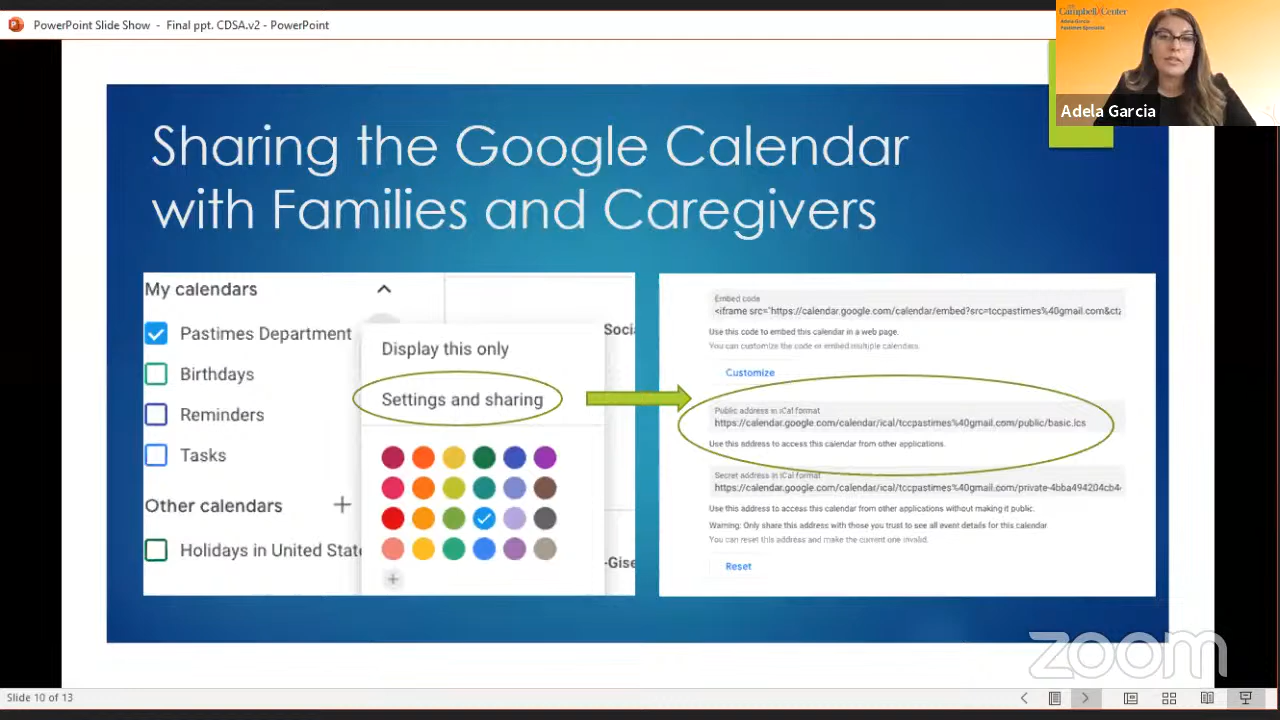 PowerPoint Slide Show - Final ppt. CDSA.v2 - PowerPoint
Campbell Center
Adela Garcia
Pastimes Specialist
Adela Garcia
Sharing the Google Calendar
with Families and Caregivers
My calendars
Pastimes Department
Birthdays
Reminders
Tasks
Other calendars
Holidays in United State
Display this only
Settings and sharing
Socia
-Gise
Embed code
<iframe src="https://calendar.google.com/calendar/embed?src=tccpastimes%40gmail.com&ctz
Use this code to embed this calendar in a web page.
You can customize the code or embed multiple calendars.
Customize
Public address in iCal format
https://calendar.google.com/calendar/ical/tccpastimes%40gmail.com/public/basic.ics
Use this address to access this calendar from other applications.
Secret address in iCal format
https://calendar.google.com/calendar/ical/tccpastimes%40gmail.com/private-4bba494204cb4
Use this address to access this calendar from other applications without making it public.
Warning: Only share this address with those you trust to see all event details for this calendar
You can reset this address and make the current one invalid.
Reset
zoom
Slide 10 of 13